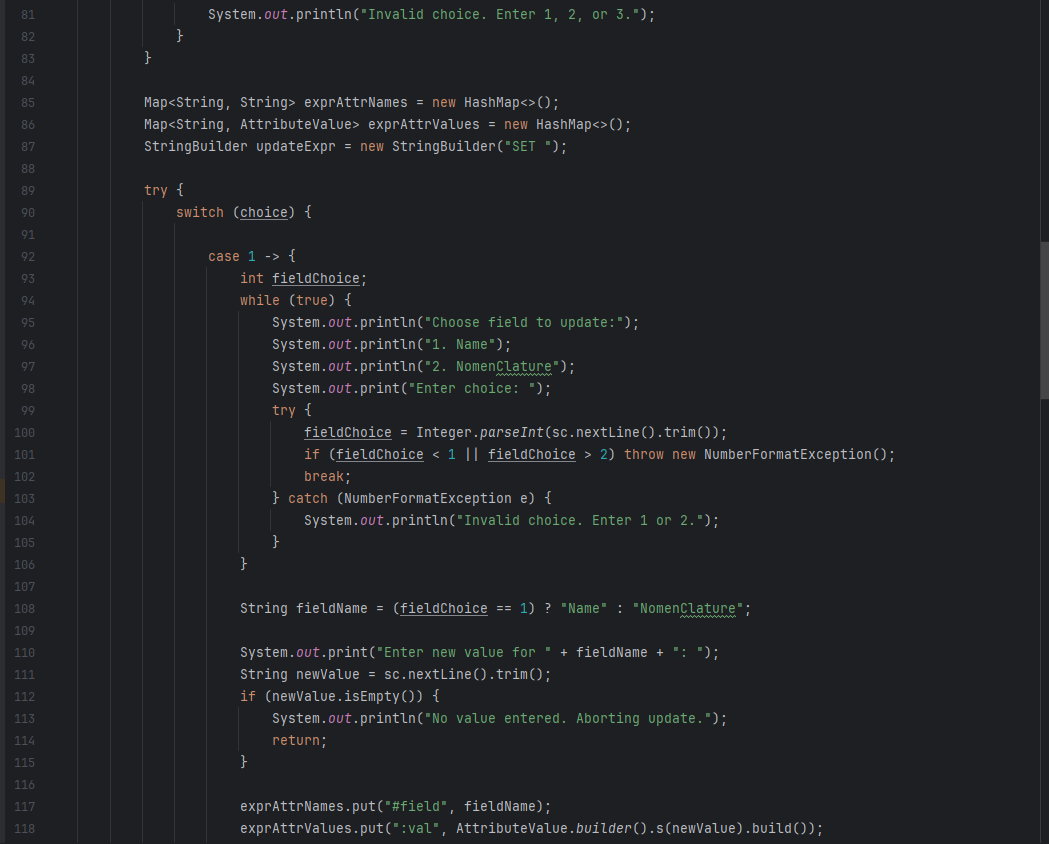 81 System.out.println("Invalid choice. Enter 1, 2, or 3.");
82 }
83 }
84
85 Map<String, String> exprAttrNames = new HashMap<>();
86 Map<String, AttributeValue> exprAttrValues = new HashMap<>();
87 StringBuilder updateExpr = new StringBuilder("SET ");
88
89 try {
90 switch (choice) {
91
92 case 1 -> {
93 int fieldChoice;
94 while (true) {
95 System.out.println("Choose field to update:");
96 System.out.println("1. Name");
97 System.out.println("2. NomenClature");
98 System.out.print("Enter choice: ");
99 try {
100 fieldChoice = Integer.parseInt(sc.nextLine().trim());
101 if (fieldChoice < 1 || fieldChoice > 2) throw new NumberFormatException();
102 break;
103 } catch (NumberFormatException e) {
104 System.out.println("Invalid choice. Enter 1 or 2.");
105 }
106 }
107
108 String fieldName = (fieldChoice == 1) ? "Name" : "NomenClature";
109
110 System.out.print("Enter new value for " + fieldName + ": ");
111 String newValue = sc.nextLine().trim();
112 if (newValue.isEmpty()) {
113 System.out.println("No value entered. Aborting update.");
114 return;
115 }
116
117 exprAttrNames.put("#field", fieldName);
118 exprAttrValues.put(":val", AttributeValue.builder().s(newValue).build());